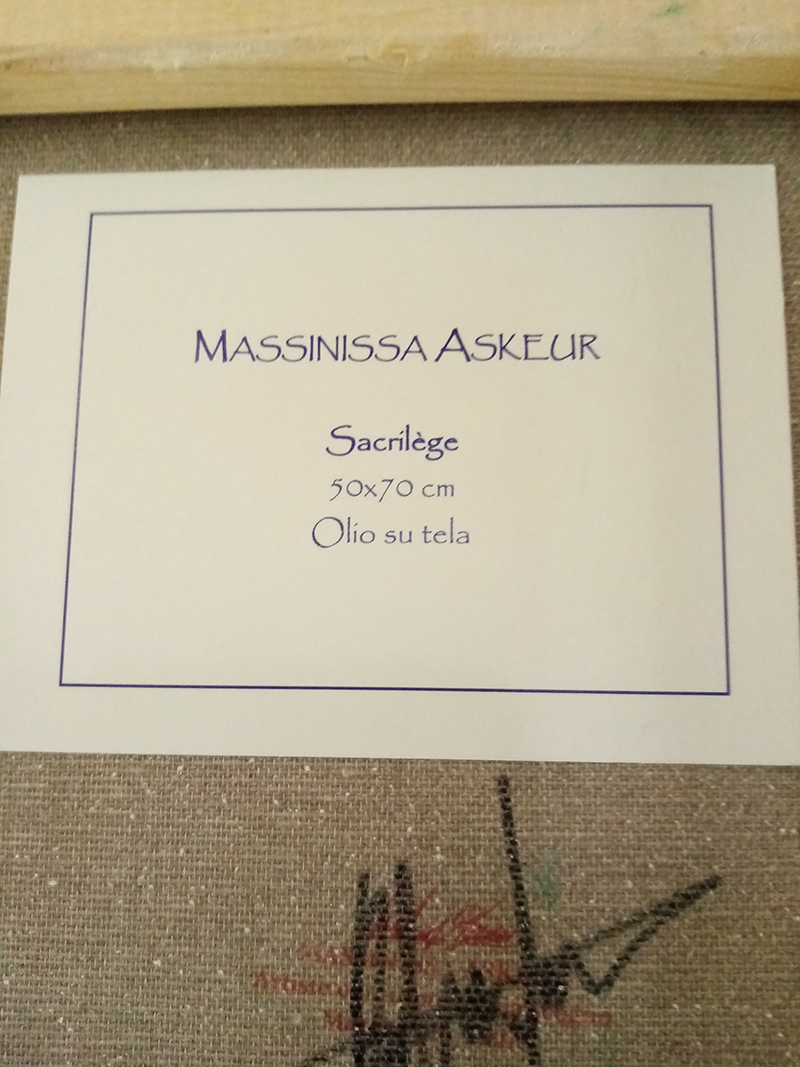 MASSINISSA ASKEUR
Sacrilège
50x70 cm
Olio su tela